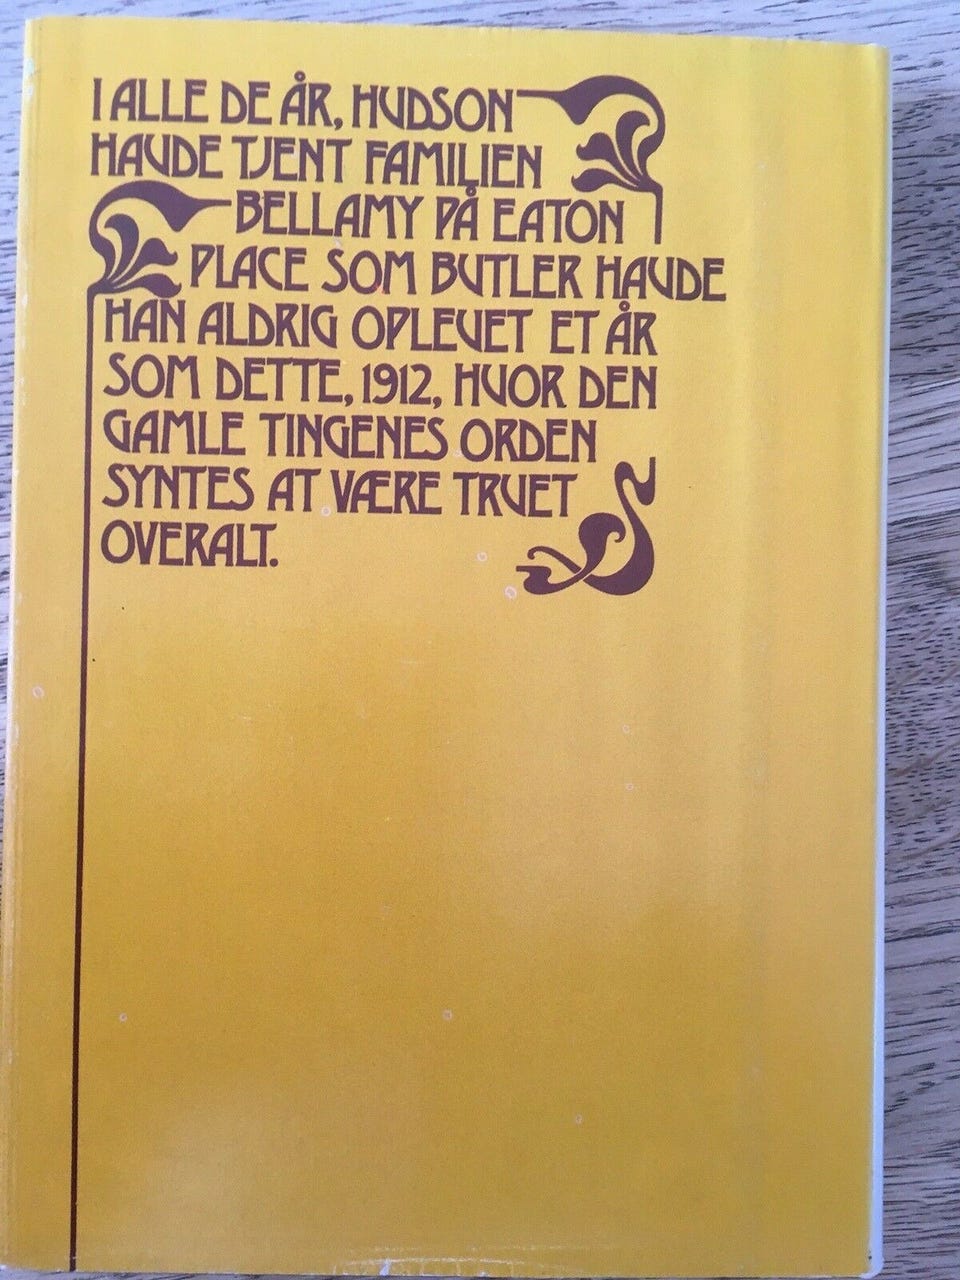 I ALLE DE ÅR, HUDSON
HAVDE TJENT FAMILIEN
BELLAMY PÅ EATON
PLACE SOM BUTLER HAVDE
HAN ALDRIG OPLEVET ET ÅR
SOM DETTE, 1912, HVOR DEN
GAMLE TINGENES ORDEN
SYNTES AT VÆRE TRUET
OVERALT.